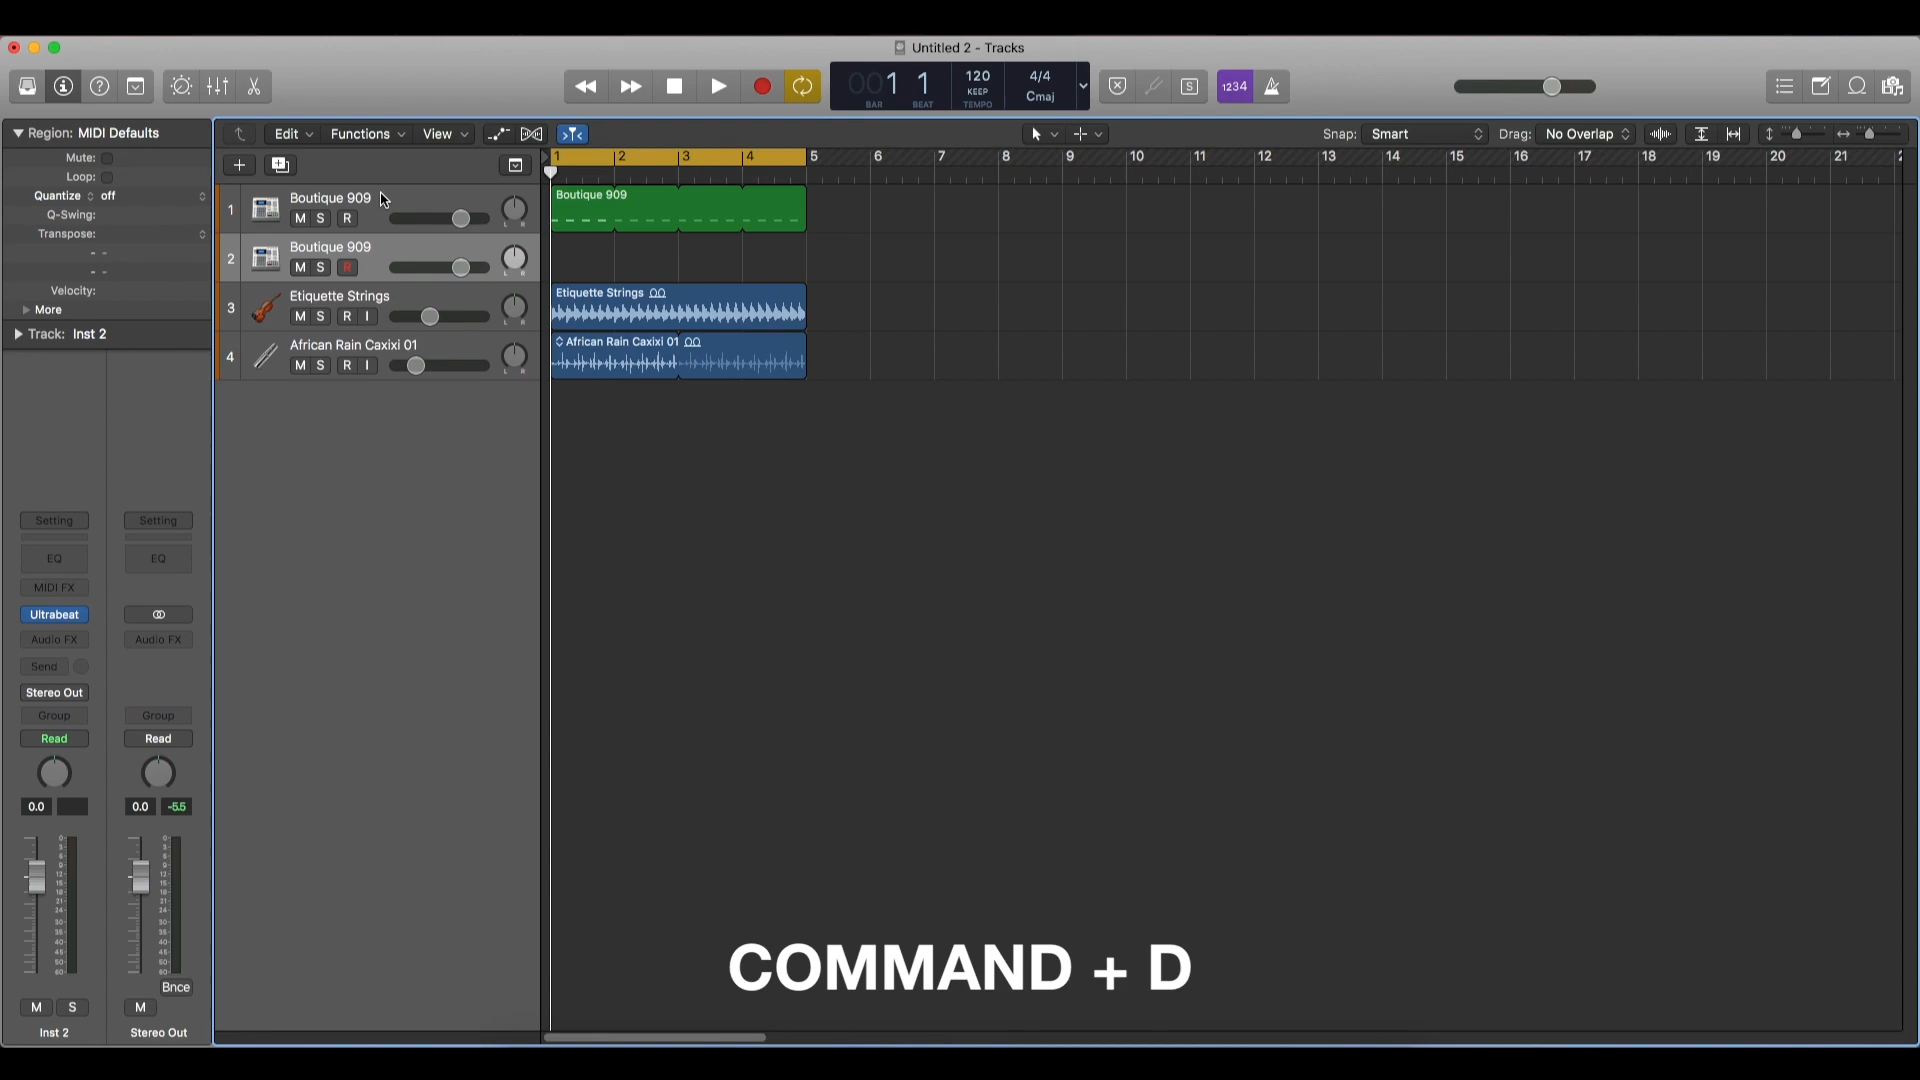 Untitled 2 - Tracks
001 1 120 4/4
KEEP Cmaj
BAR BEAT TEMPO
S
1234
Region: MIDI Defaults
Edit Functions View
Snap: Smart Drag: No Overlap
Mute:
Loop:
Quantize off
Q-Swing:
Transpose:
Velocity:
More
Track: Inst 2
1 2 3 4 5 6 7 8 9 10 11 12 13 14 15 16 17 18 19 20 21
1 Boutique 909
M S R
L R
Boutique 909
2 Boutique 909
M S R
L R
3 Etiquette Strings
M S R I
L R
Etiquette Strings
4 African Rain Caxixi 01
M S R I
L R
African Rain Caxixi 01
Setting Setting
EQ EQ
MIDI FX
Ultrabeat
Audio FX Audio FX
Send
Stereo Out
Group Group
Read Read
0.0 0.0 -5.5
Bnce
M S M
Inst 2 Stereo Out
COMMAND + D